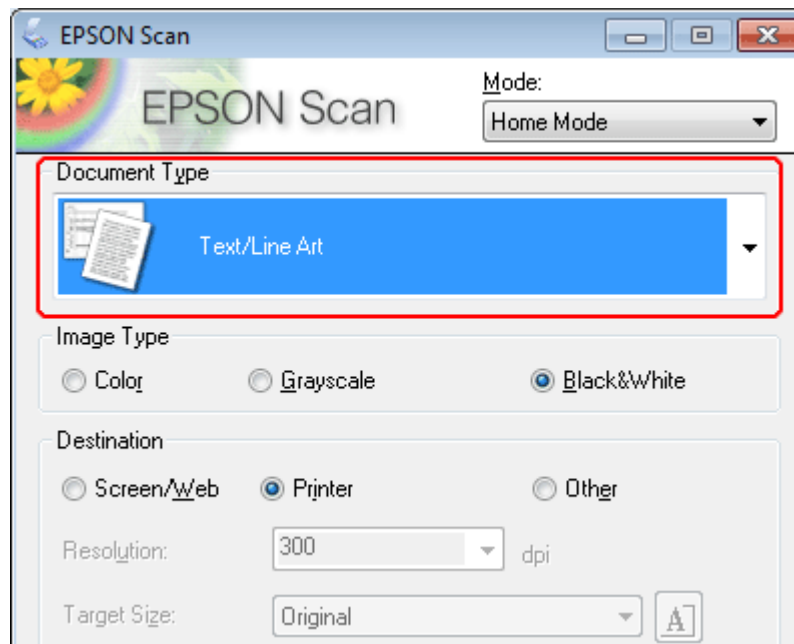 EPSON Scan
EPSON Scan
Mode:
Home Mode
Document Type
Text/Line Art
Image Type
Color Grayscale Black&White
Destination
Screen/Web Printer Other
Resolution: 300 dpi
Target Size: Original A